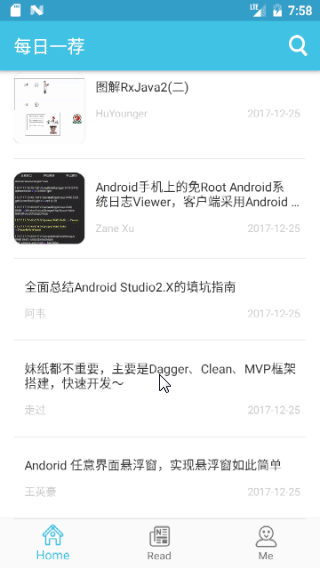 LTE 7:58
每日一荐
图解RxJava2(二)
HuYounger 2017-12-25
Android手机上的免Root Android系
统日志Viewer，客户端采用Android ...
Zane Xu 2017-12-25
全面总结Android Studio2.X的填坑指南
阿韦 2017-12-25
妹纸都不重要，主要是Dagger、Clean、MVP框架
搭建，快速开发～
走过 2017-12-25
Andorid 任意界面悬浮窗，实现悬浮窗如此简单
王英豪 2017-12-25
Home Read Me